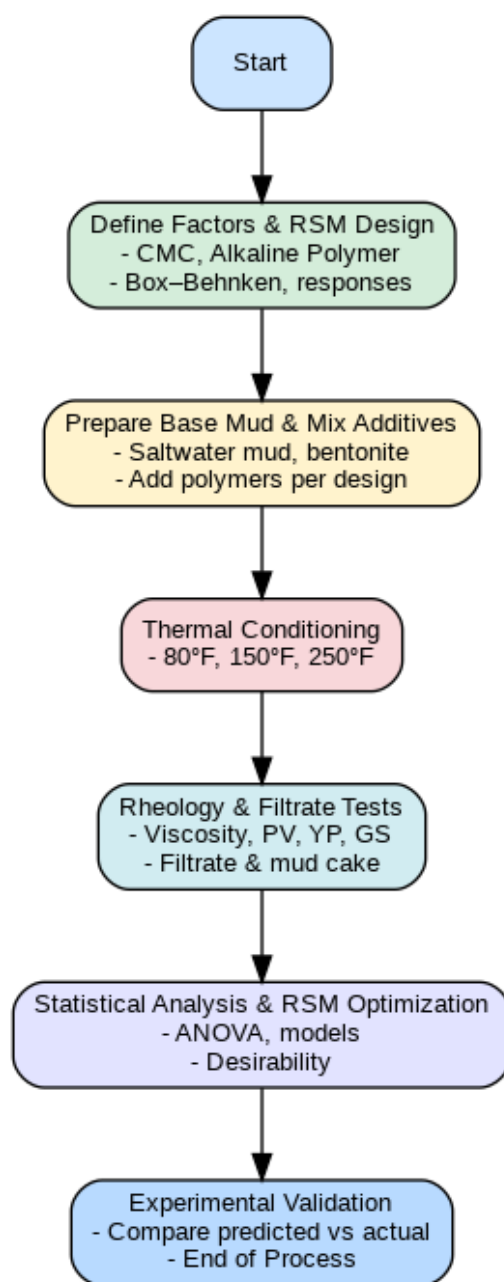 Start
Define Factors & RSM Design
- CMC, Alkaline Polymer
- Box–Behnken, responses
Prepare Base Mud & Mix Additives
- Saltwater mud, bentonite
- Add polymers per design
Thermal Conditioning
- 80°F, 150°F, 250°F
Rheology & Filtrate Tests
- Viscosity, PV, YP, GS
- Filtrate & mud cake
Statistical Analysis & RSM Optimization
- ANOVA, models
- Desirability
Experimental Validation
- Compare predicted vs actual
- End of Process